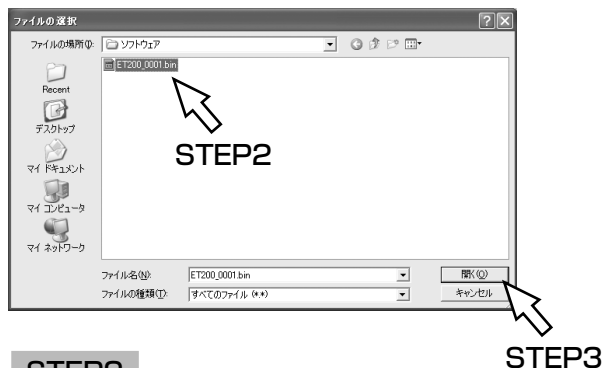 ファイルの選択
ファイルの場所(I):
ソフトウェア
ET200_0001.bin
STEP2
Recent
デスクトップ
マイ ドキュメント
マイ コンピュータ
マイ ネットワーク
ファイル名(N):
ET200_0001.bin
開く(O)
ファイルの種類(T):
すべてのファイル (*.*)
キャンセル
STEP3